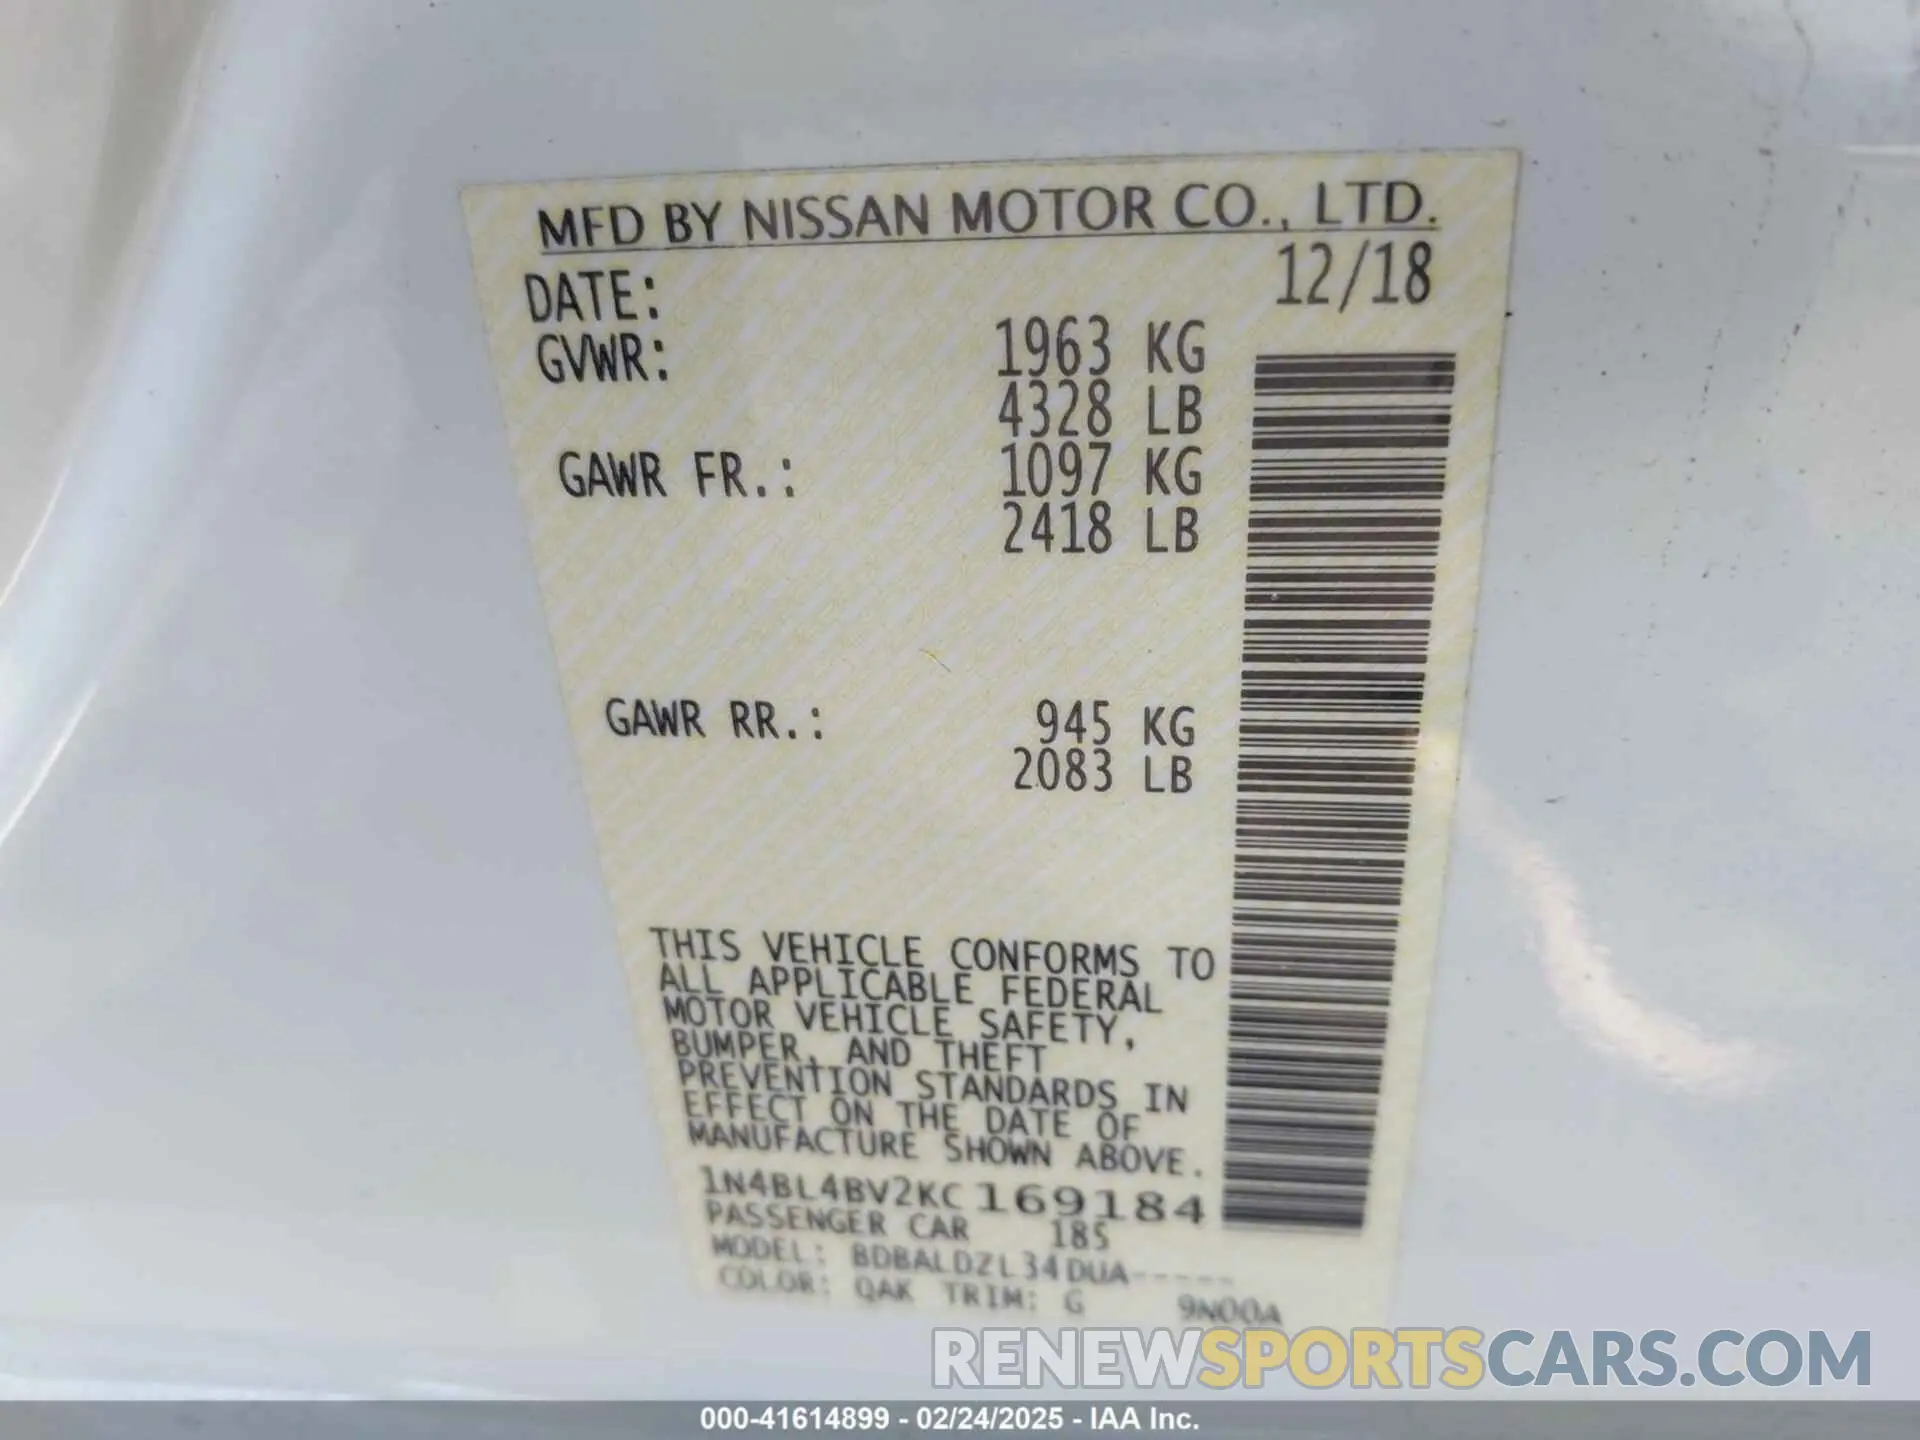 MFD BY NISSAN MOTOR CO., LTD.
DATE: 12/18
GVWR: 1963 KG
4328 LB
GAWR FR.: 1097 KG
2418 LB
GAWR RR.: 945 KG
2083 LB
THIS VEHICLE CONFORMS TO
ALL APPLICABLE FEDERAL
MOTOR VEHICLE SAFETY,
BUMPER, AND THEFT
PREVENTION STANDARDS IN
EFFECT ON THE DATE OF
MANUFACTURE SHOWN ABOVE.
1N4BL4BV2KC169184
PASSENGER CAR 185
MODEL: BDBALDZL34DUA-----
COLOR: QAK TRIM: G 9N00A
RENEWSPORTSCARS.COM
000-41614899 - 02/24/2025 - IAA Inc.